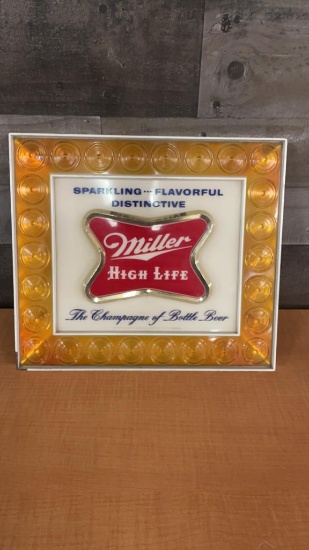 SPARKLING ··· FLAVORFUL
DISTINCTIVE
Miller
HIGH LIFE
The Champagne of Bottle Beer